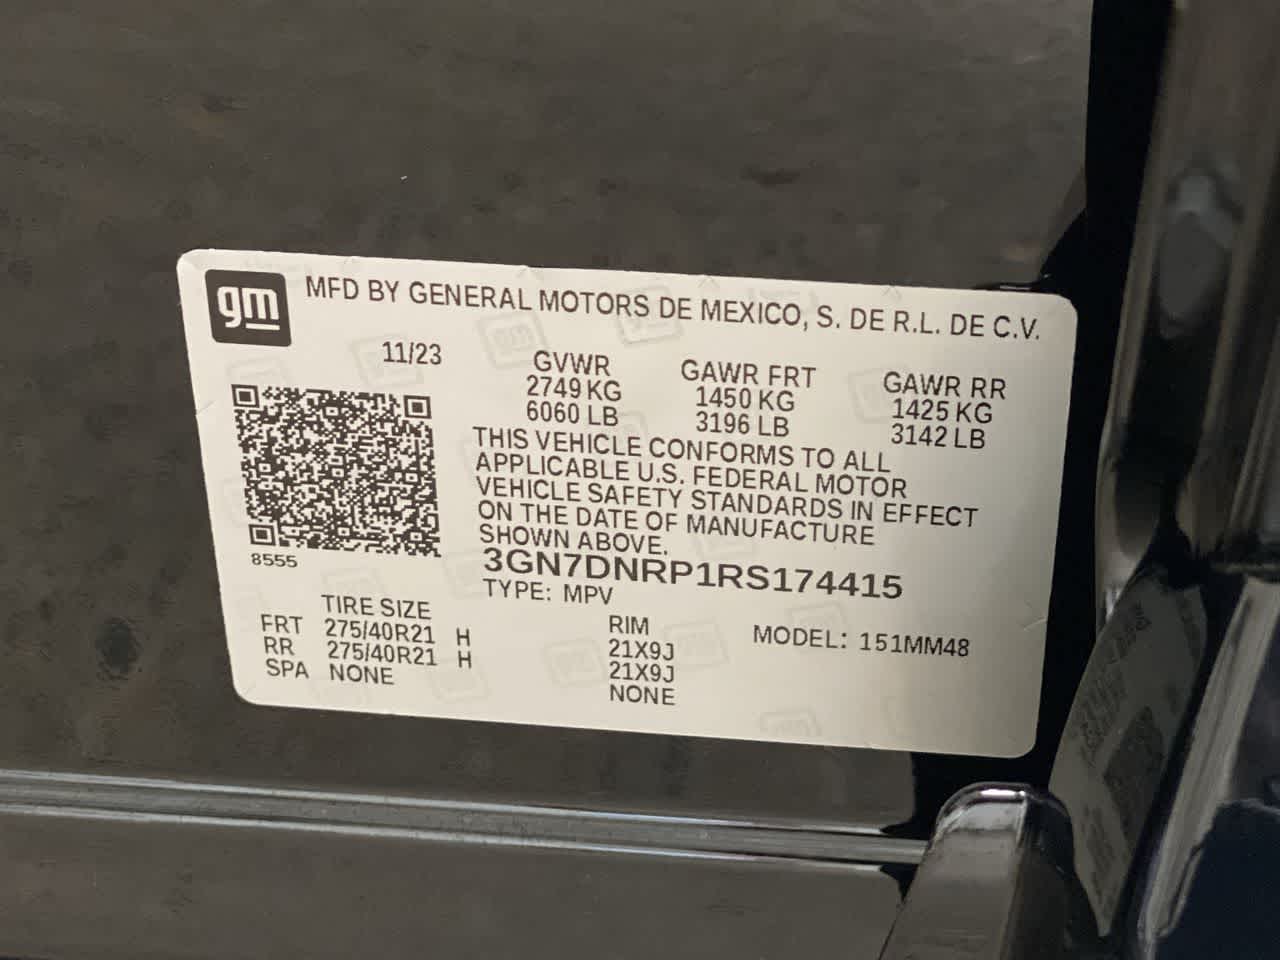 gm MFD BY GENERAL MOTORS DE MEXICO, S. DE R.L. DE C.V.
11/23 GVWR GAWR FRT GAWR RR
2749 KG 1450 KG 1425 KG
6060 LB 3196 LB 3142 LB
THIS VEHICLE CONFORMS TO ALL
APPLICABLE U.S. FEDERAL MOTOR
VEHICLE SAFETY STANDARDS IN EFFECT
ON THE DATE OF MANUFACTURE
SHOWN ABOVE.
8555
3GN7DNRP1RS174415
TYPE: MPV
TIRE SIZE RIM MODEL: 151MM48
FRT 275/40R21 H 21X9J
RR 275/40R21 H 21X9J
SPA NONE NONE